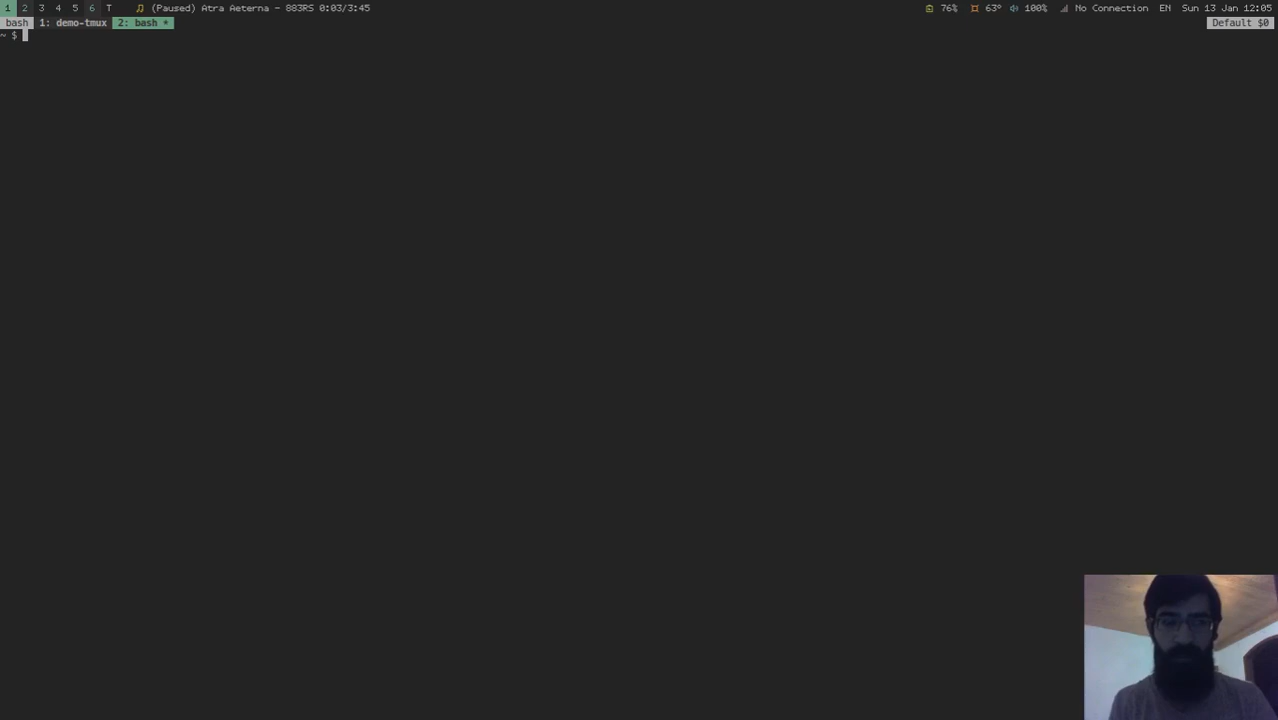 1 2 3 4 5 6 T (Paused) Atra Aeterna - 883RS 0:03/3:45 76% 63° 100% No Connection EN Sun 13 Jan 12:05
bash 1: demo-tmux 2: bash * Default $0
~ $